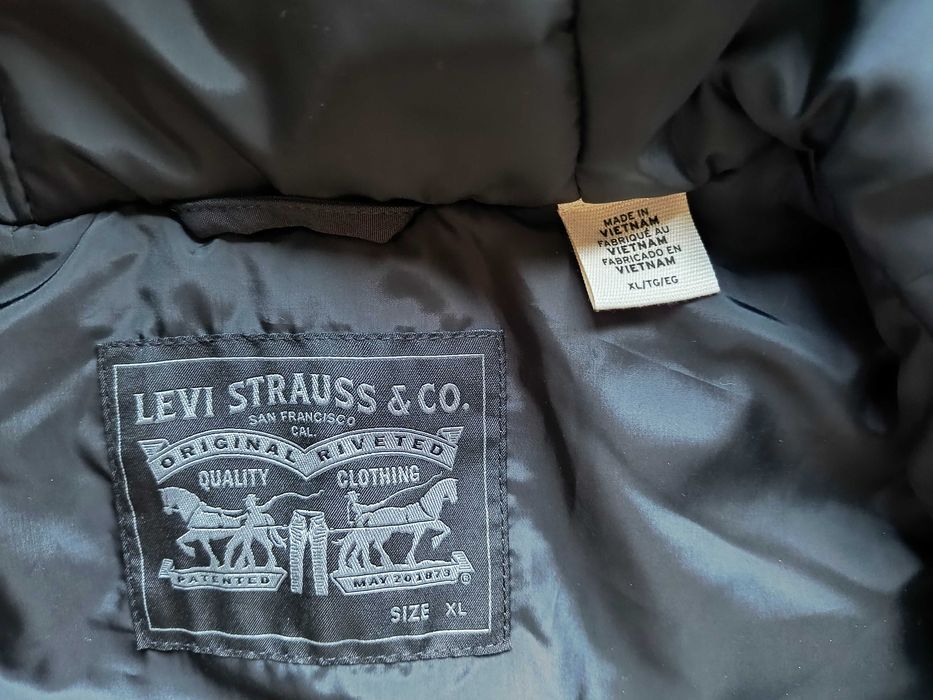 MADE IN
VIETNAM
FABRIQUÉ AU
VIETNAM
FABRICADO EN
VIETNAM
XL/TG/EG
LEVI STRAUSS & CO.
SAN FRANCISCO
CAL.
ORIGINAL RIVETED
QUALITY CLOTHING
PATENTED MAY 20 1873 ®
SIZE XL